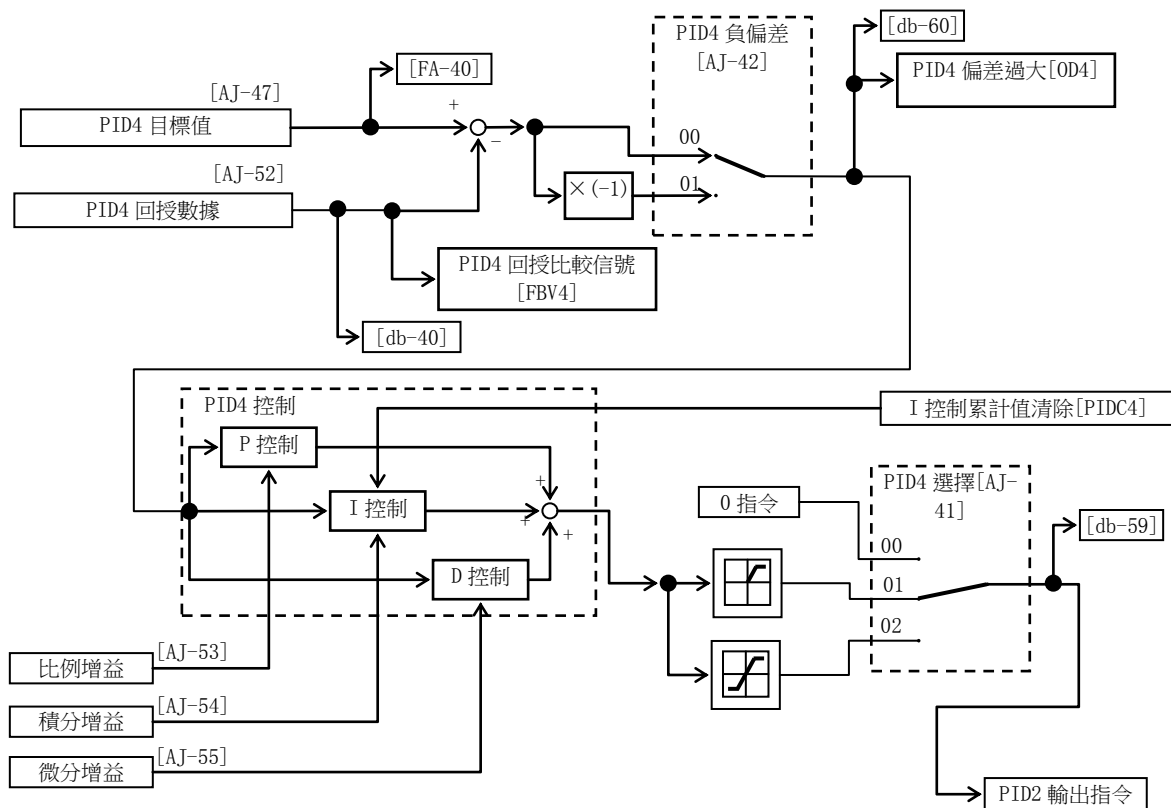 PID4 負偏差
[AJ-42]
[db-60]
PID4 偏差過大[OD4]
[FA-40]
[AJ-47]
PID4 目標值
+
−
00
01
×(-1)
[AJ-52]
PID4 回授數據
PID4 回授比較信號
[FBV4]
[db-40]
PID4 控制
I 控制累計值清除[PIDC4]
P 控制
I 控制
D 控制
+
+
+
0 指令
PID4 選擇[AJ-
41]
[db-59]
00
01
02
比例增益
[AJ-53]
積分增益
[AJ-54]
微分增益
[AJ-55]
PID2 輸出指令